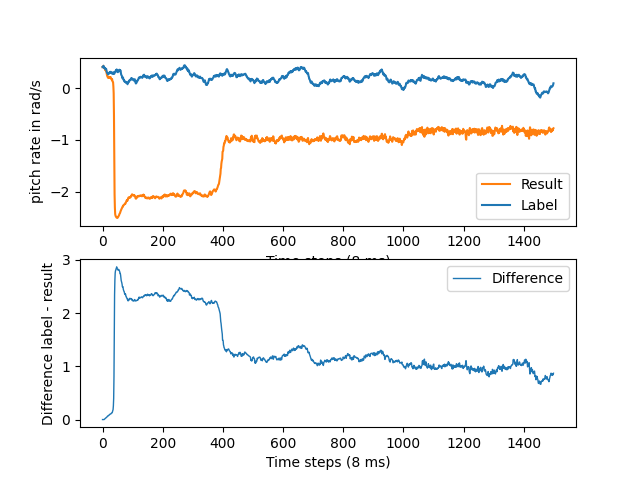 pitch rate in rad/s
0
−1
−2
Result
Label
0 200 400 600 800 1000 1200 1400
Time steps (8 ms)
Difference label - result
3
2
1
0
Difference
0 200 400 600 800 1000 1200 1400
Time steps (8 ms)